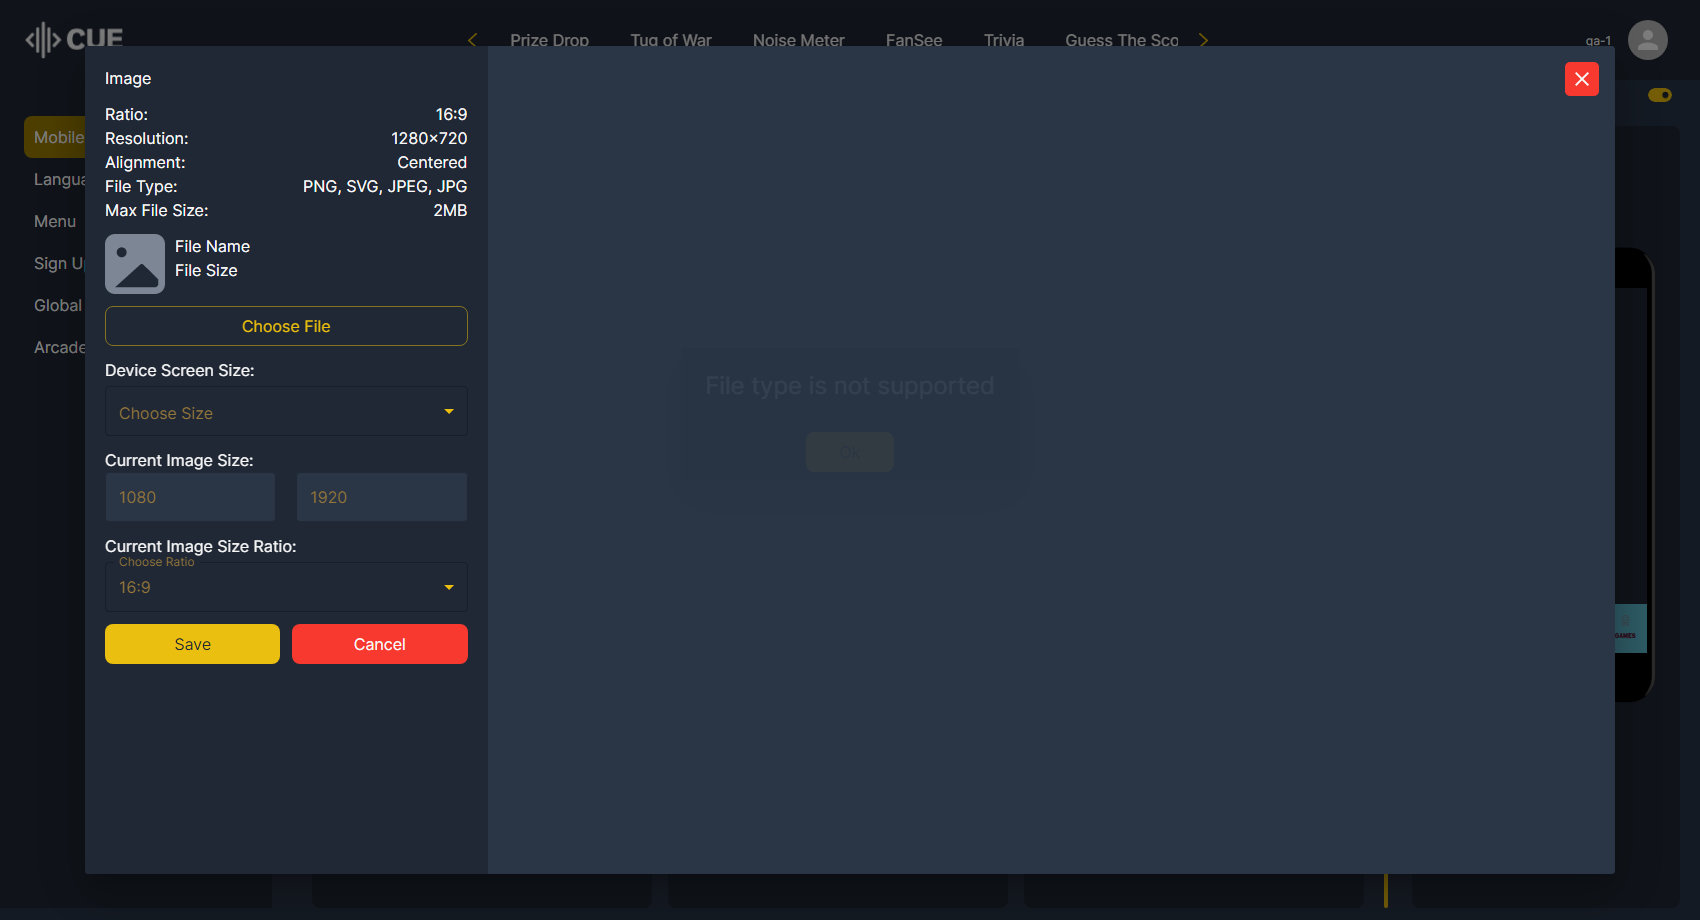 CUE
Prize Drop
Tug of War
Noise Meter
FanSee
Trivia
Guess The Sco
qa-1
Mobile
Langua
Menu
Sign U
Global
Arcade
Image
Ratio: 16:9
Resolution: 1280×720
Alignment: Centered
File Type: PNG, SVG, JPEG, JPG
Max File Size: 2MB
File Name
File Size
Choose File
Device Screen Size:
Choose Size
Current Image Size:
1080 1920
Current Image Size Ratio:
Choose Ratio
16:9
Save
Cancel
File type is not supported
Ok
GAMES